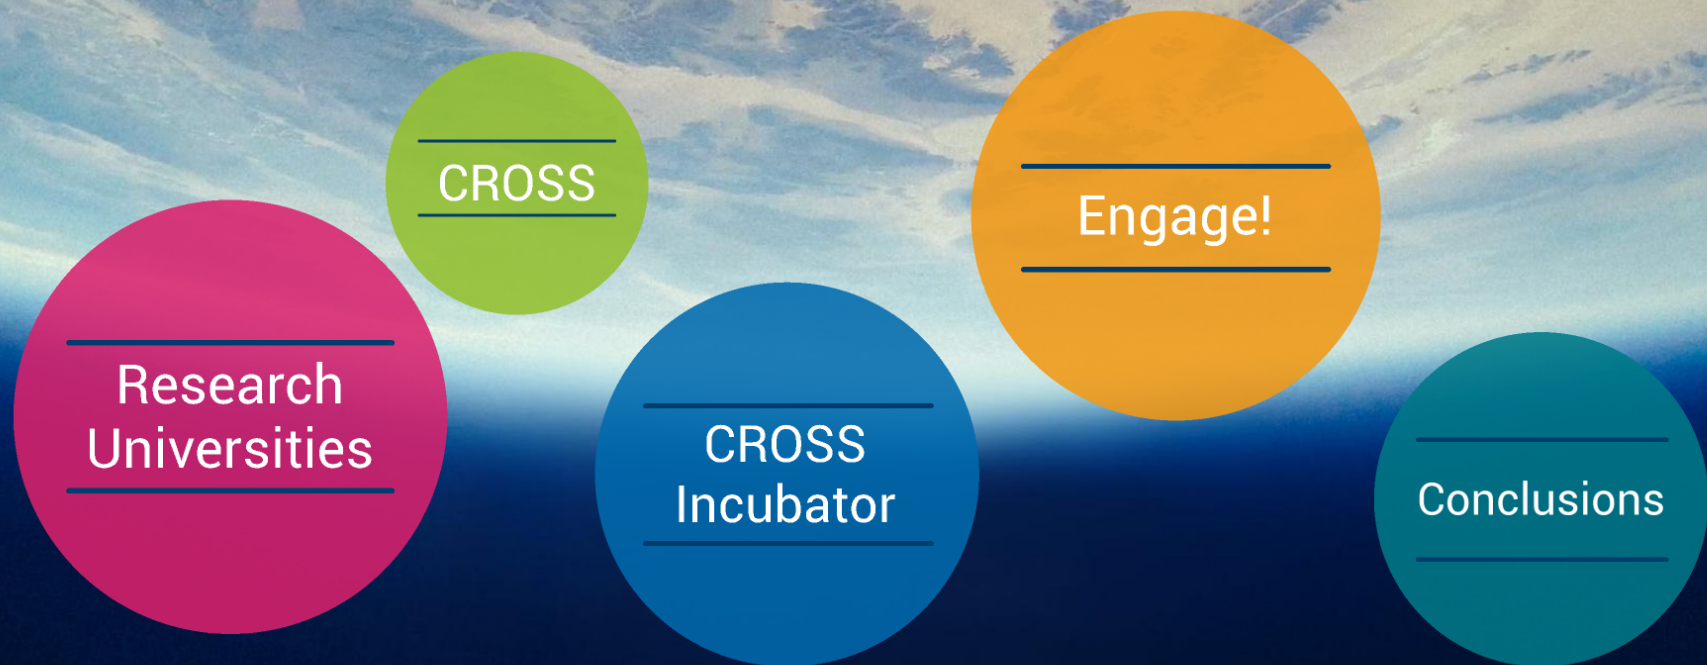 Research
Universities
CROSS
CROSS
Incubator
Engage!
Conclusions